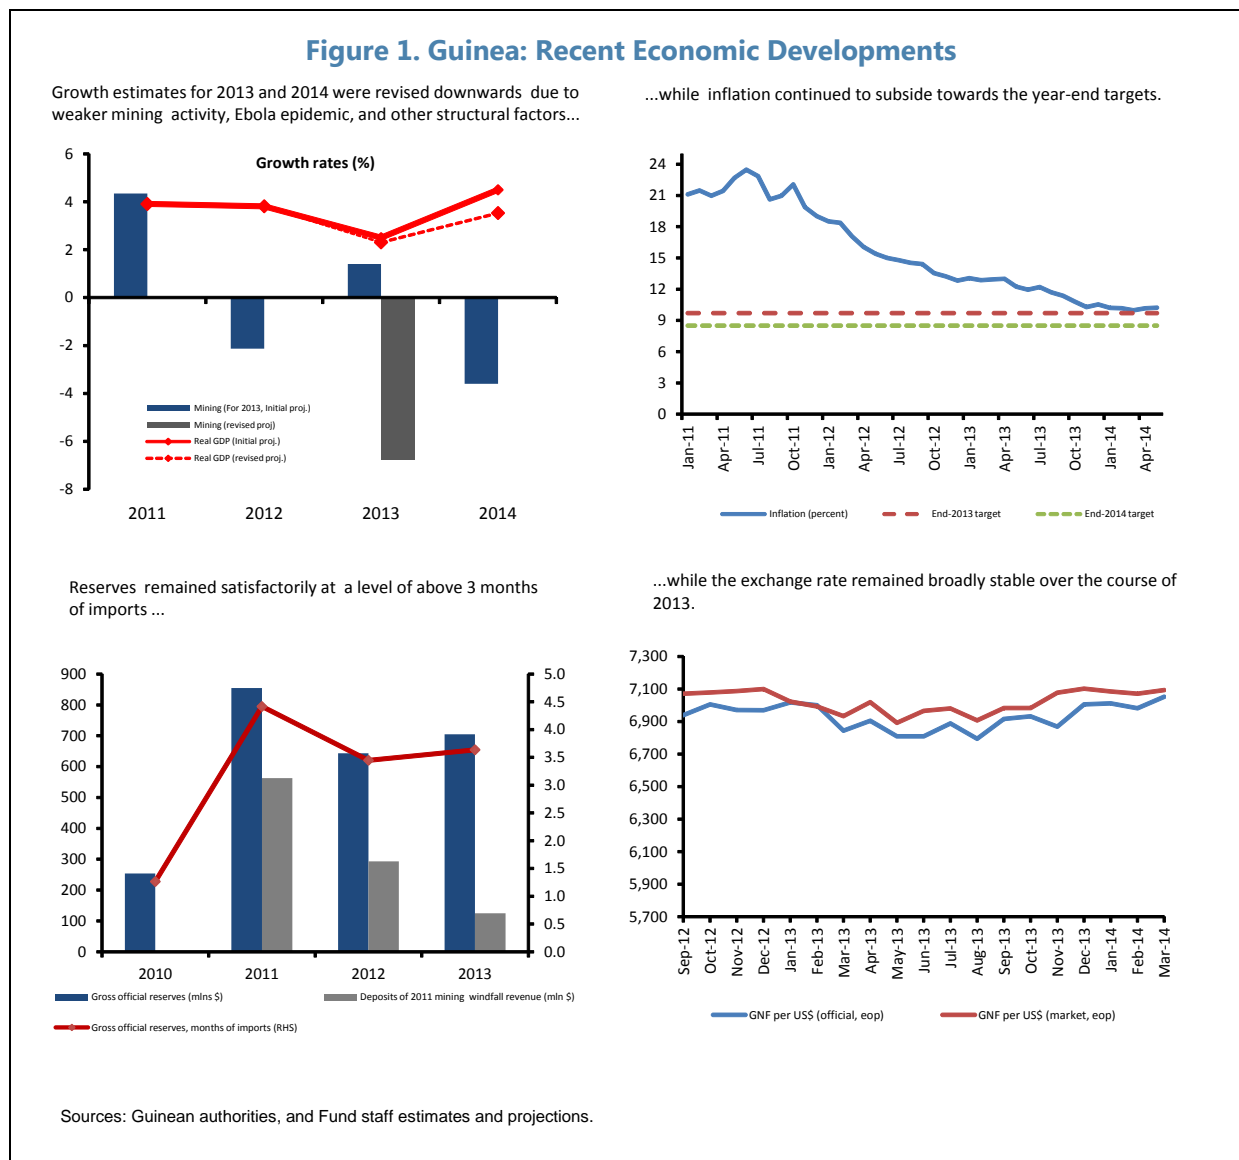 Figure 1. Guinea: Recent Economic Developments
Growth estimates for 2013 and 2014 were revised downwards due to
weaker mining activity, Ebola epidemic, and other structural factors...
Growth rates (%)
6
4
2
0
-2
-4
-6
-8
2011 2012 2013 2014
Mining (For 2013, Initial proj.)
Mining (revised proj)
Real GDP (Initial proj.)
Real GDP (revised proj.)
...while inflation continued to subside towards the year-end targets.
24
21
18
15
12
9
6
3
0
Jan-11
Apr-11
Jul-11
Oct-11
Jan-12
Apr-12
Jul-12
Oct-12
Jan-13
Apr-13
Jul-13
Oct-13
Jan-14
Apr-14
Inflation (percent) End-2013 target End-2014 target
Reserves remained satisfactorily at a level of above 3 months
of imports ...
900
800
700
600
500
400
300
200
100
0
5.0
4.5
4.0
3.5
3.0
2.5
2.0
1.5
1.0
0.5
0.0
2010 2011 2012 2013
Gross official reserves (mlns $) Deposits of 2011 mining windfall revenue (mln $)
Gross official reserves, months of imports (RHS)
...while the exchange rate remained broadly stable over the course of
2013.
7,300
7,100
6,900
6,700
6,500
6,300
6,100
5,900
5,700
Sep-12
Oct-12
Nov-12
Dec-12
Jan-13
Feb-13
Mar-13
Apr-13
May-13
Jun-13
Jul-13
Aug-13
Sep-13
Oct-13
Nov-13
Dec-13
Jan-14
Feb-14
Mar-14
GNF per US$ (official, eop) GNF per US$ (market, eop)
Sources: Guinean authorities, and Fund staff estimates and projections.